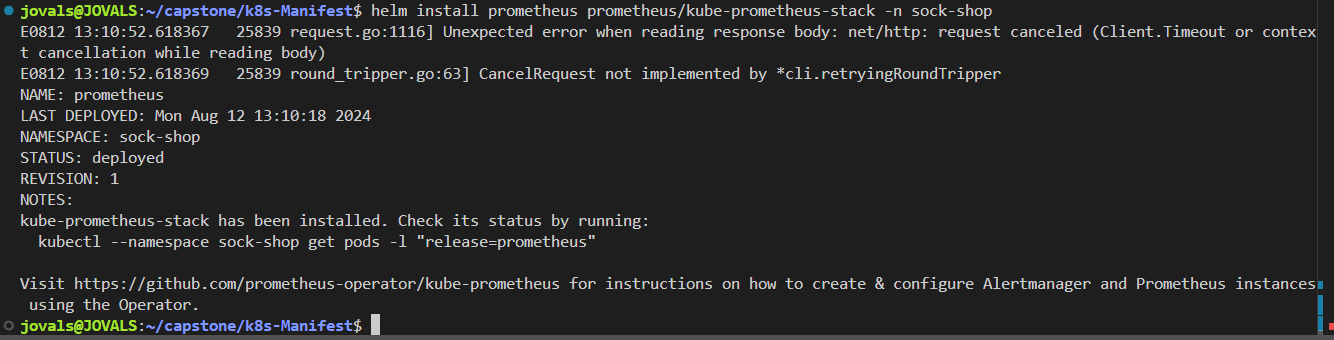 jovals@JOVALS:~/capstone/k8s-Manifest$ helm install prometheus prometheus/kube-prometheus-stack -n sock-shop
E0812 13:10:52.618367   25839 request.go:1116] Unexpected error when reading response body: net/http: request canceled (Client.Timeout or contex
t cancellation while reading body)
E0812 13:10:52.618369   25839 round_tripper.go:63] CancelRequest not implemented by *cli.retryingRoundTripper
NAME: prometheus
LAST DEPLOYED: Mon Aug 12 13:10:18 2024
NAMESPACE: sock-shop
STATUS: deployed
REVISION: 1
NOTES:
kube-prometheus-stack has been installed. Check its status by running:
  kubectl --namespace sock-shop get pods -l "release=prometheus"

Visit https://github.com/prometheus-operator/kube-prometheus for instructions on how to create & configure Alertmanager and Prometheus instances
 using the Operator.
jovals@JOVALS:~/capstone/k8s-Manifest$